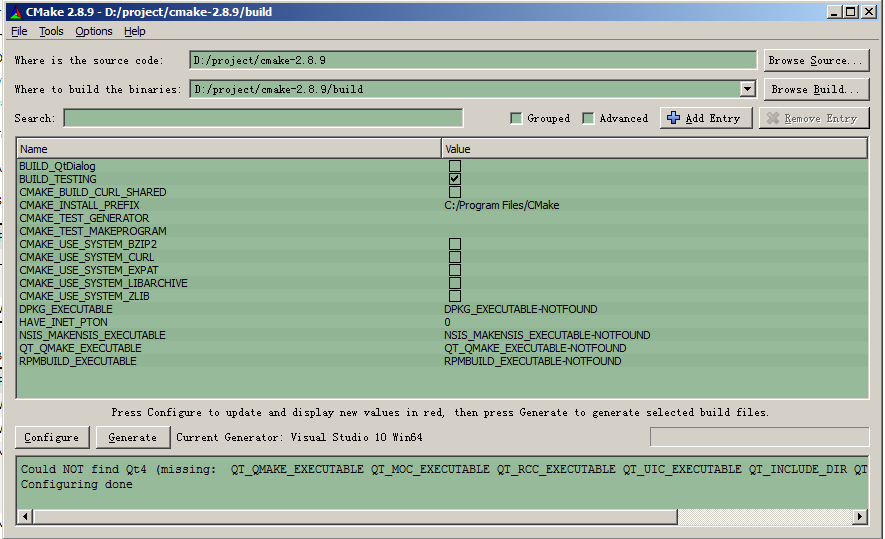 CMake 2.8.9 - D:/project/cmake-2.8.9/build
File Tools Options Help
Where is the source code: D:/project/cmake-2.8.9 Browse Source...
Where to build the binaries: D:/project/cmake-2.8.9/build Browse Build...
Search: Grouped Advanced Add Entry Remove Entry
Name Value
BUILD_QtDialog
BUILD_TESTING
CMAKE_BUILD_CURL_SHARED
CMAKE_INSTALL_PREFIX C:/Program Files/CMake
CMAKE_TEST_GENERATOR
CMAKE_TEST_MAKEPROGRAM
CMAKE_USE_SYSTEM_BZIP2
CMAKE_USE_SYSTEM_CURL
CMAKE_USE_SYSTEM_EXPAT
CMAKE_USE_SYSTEM_LIBARCHIVE
CMAKE_USE_SYSTEM_ZLIB
DPKG_EXECUTABLE DPKG_EXECUTABLE-NOTFOUND
HAVE_INET_PTON 0
NSIS_MAKENSIS_EXECUTABLE NSIS_MAKENSIS_EXECUTABLE-NOTFOUND
QT_QMAKE_EXECUTABLE QT_QMAKE_EXECUTABLE-NOTFOUND
RPMBUILD_EXECUTABLE RPMBUILD_EXECUTABLE-NOTFOUND
Press Configure to update and display new values in red, then press Generate to generate selected build files.
Configure Generate Current Generator: Visual Studio 10 Win64
Could NOT find Qt4 (missing: QT_QMAKE_EXECUTABLE QT_MOC_EXECUTABLE QT_RCC_EXECUTABLE QT_UIC_EXECUTABLE QT_INCLUDE_DIR QT
Configuring done